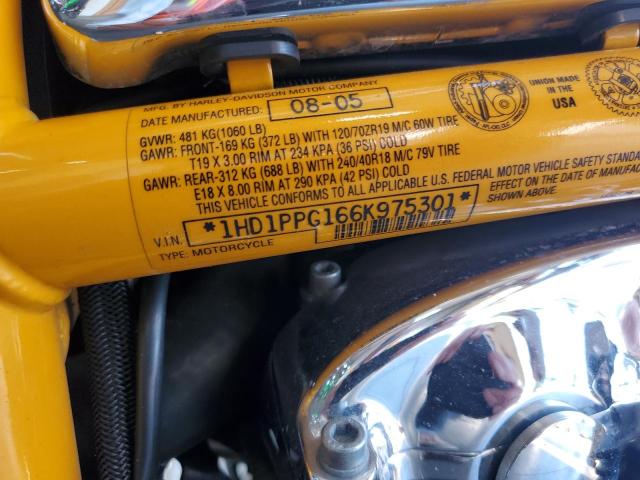 MFG. BY HARLEY-DAVIDSON MOTOR COMPANY
DATE MANUFACTURED: 08-05
GVWR: 481 KG(1060 LB)
GAWR: FRONT-169 KG (372 LB) WITH 120/70ZR19 M/C 60W TIRE
T19 X 3.00 RIM AT 234 KPA (36 PSI) COLD
GAWR: REAR-312 KG (688 LB) WITH 240/40R18 M/C 79V TIRE
E18 X 8.00 RIM AT 290 KPA (42 PSI) COLD
THIS VEHICLE CONFORMS TO ALL APPLICABLE U.S. FEDERAL MOTOR VEHICLE SAFETY STANDA
EFFECT ON THE DATE OF MANUFAC
SHOWN ABOVE.
V.I.N. *1HD1PPG166K975301*
TYPE: MOTORCYCLE
UNION MADE
IN THE
USA